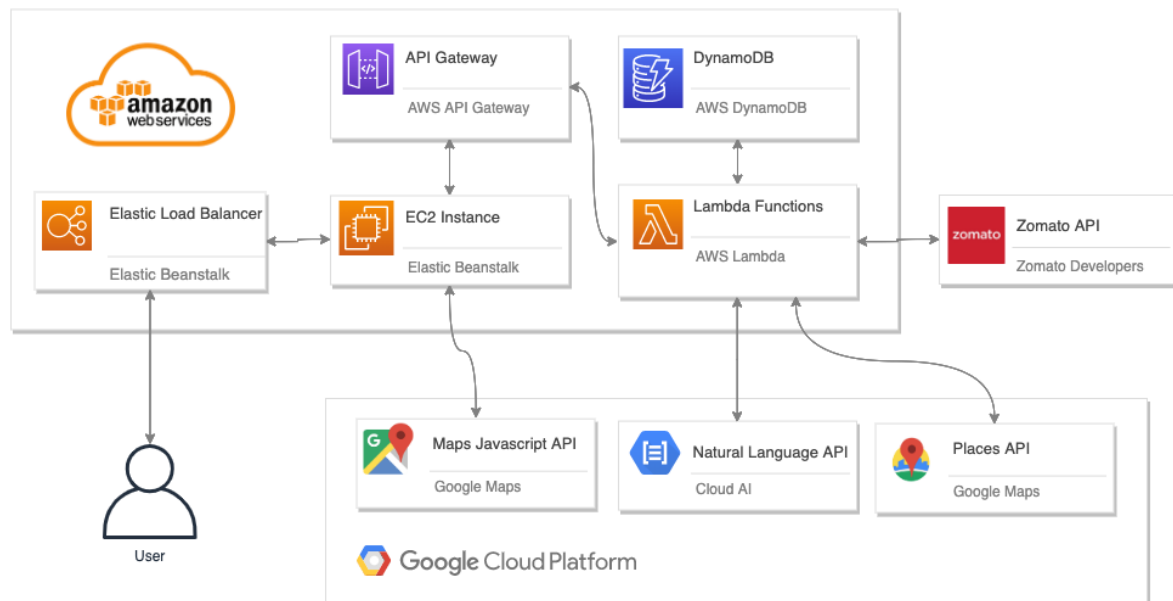 amazon
webservices
API Gateway
AWS API Gateway
DynamoDB
AWS DynamoDB
Elastic Load Balancer
Elastic Beanstalk
EC2 Instance
Elastic Beanstalk
Lambda Functions
AWS Lambda
zomato
Zomato API
Zomato Developers
G
Maps Javascript API
Google Maps
Natural Language API
Cloud AI
Places API
Google Maps
User
Google Cloud Platform